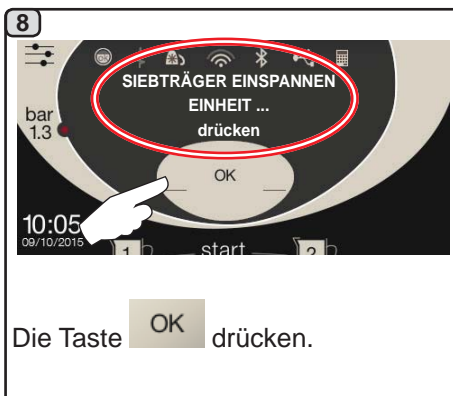 8
SIEBTRÄGER EINSPANNEN
EINHEIT ...
drücken
bar
1.3
OK
10:05
09/10/2015
1
start
2
Die Taste OK drücken.